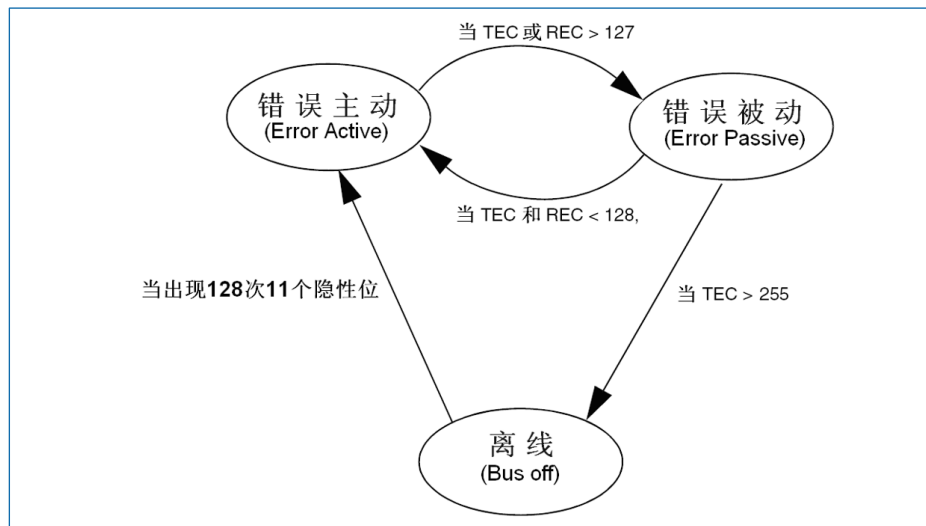 当 TEC 或 REC > 127
错 误 主 动
(Error Active)
错 误 被 动
(Error Passive)
当 TEC 和 REC < 128,
当出现128次11个隐性位
当 TEC > 255
离 线
(Bus off)